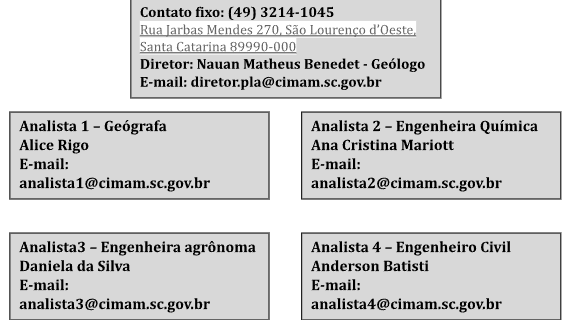 Contato fixo: (49) 3214-1045
Rua Jarbas Mendes 270, São Lourenço d'Oeste,
Santa Catarina 89990-000
Diretor: Nauan Matheus Benedet - Geólogo
E-mail: diretor.pla@cimam.sc.gov.br
Analista 1 – Geógrafa
Alice Rigo
E-mail:
analista1@cimam.sc.gov.br
Analista 2 – Engenheira Química
Ana Cristina Mariott
E-mail:
analista2@cimam.sc.gov.br
Analista3 – Engenheira agrônoma
Daniela da Silva
E-mail:
analista3@cimam.sc.gov.br
Analista 4 – Engenheiro Civil
Anderson Batisti
E-mail:
analista4@cimam.sc.gov.br